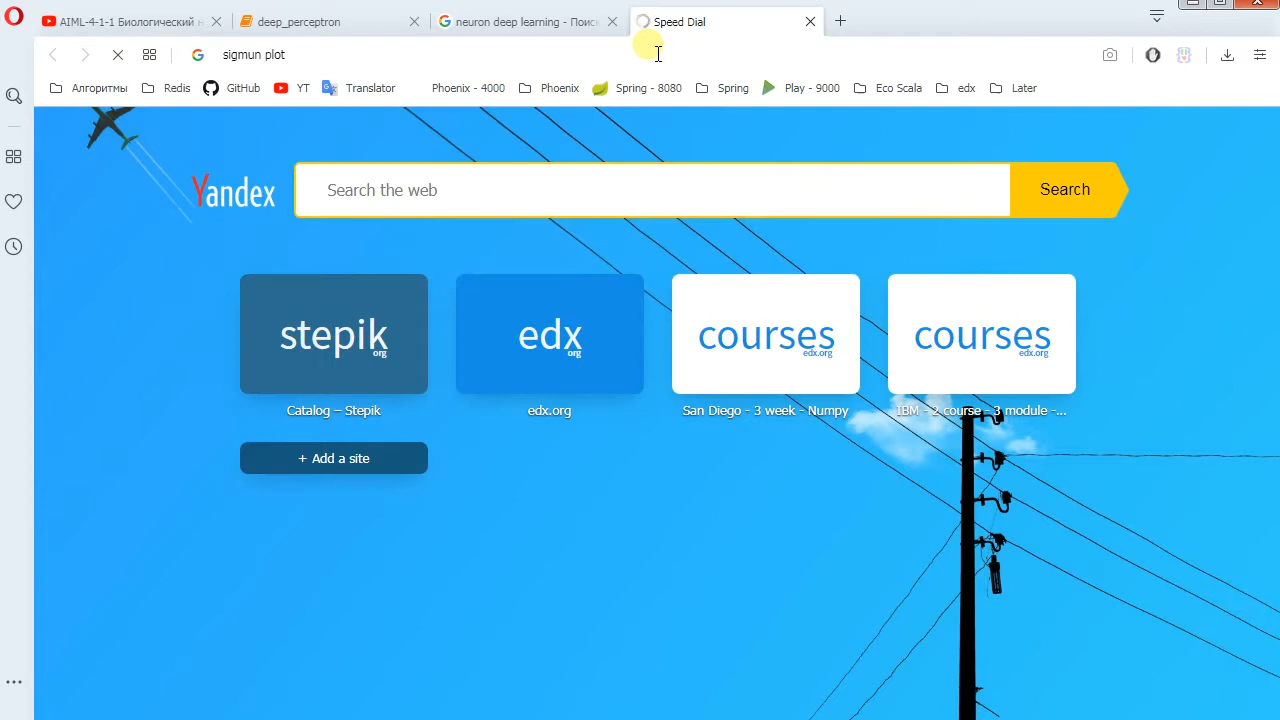 AIML-4-1-1 Биологический н
deep_perceptron
neuron deep learning - Поиск
Speed Dial
sigmun plot
Алгоритмы
Redis
GitHub
YT
Translator
Phoenix - 4000
Phoenix
Spring - 8080
Spring
Play - 9000
Eco Scala
edx
Later
Yandex
Search the web
Search
stepik
org
edx
org
courses
edx.org
courses
edx.org
Catalog – Stepik
edx.org
San Diego - 3 week - Numpy
IBM - 2 course - 3 module -...
+ Add a site